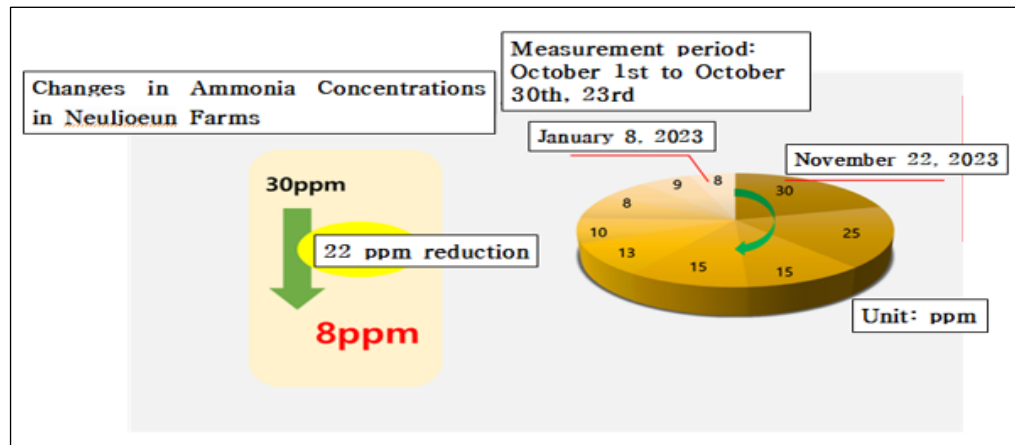 Changes in Ammonia Concentrations
in Neuljoeun Farms
Measurement period:
October 1st to October
30th, 23rd
January 8, 2023
November 22, 2023
30ppm
22 ppm reduction
8ppm
8
30
9
8
25
10
13
15
15
Unit: ppm